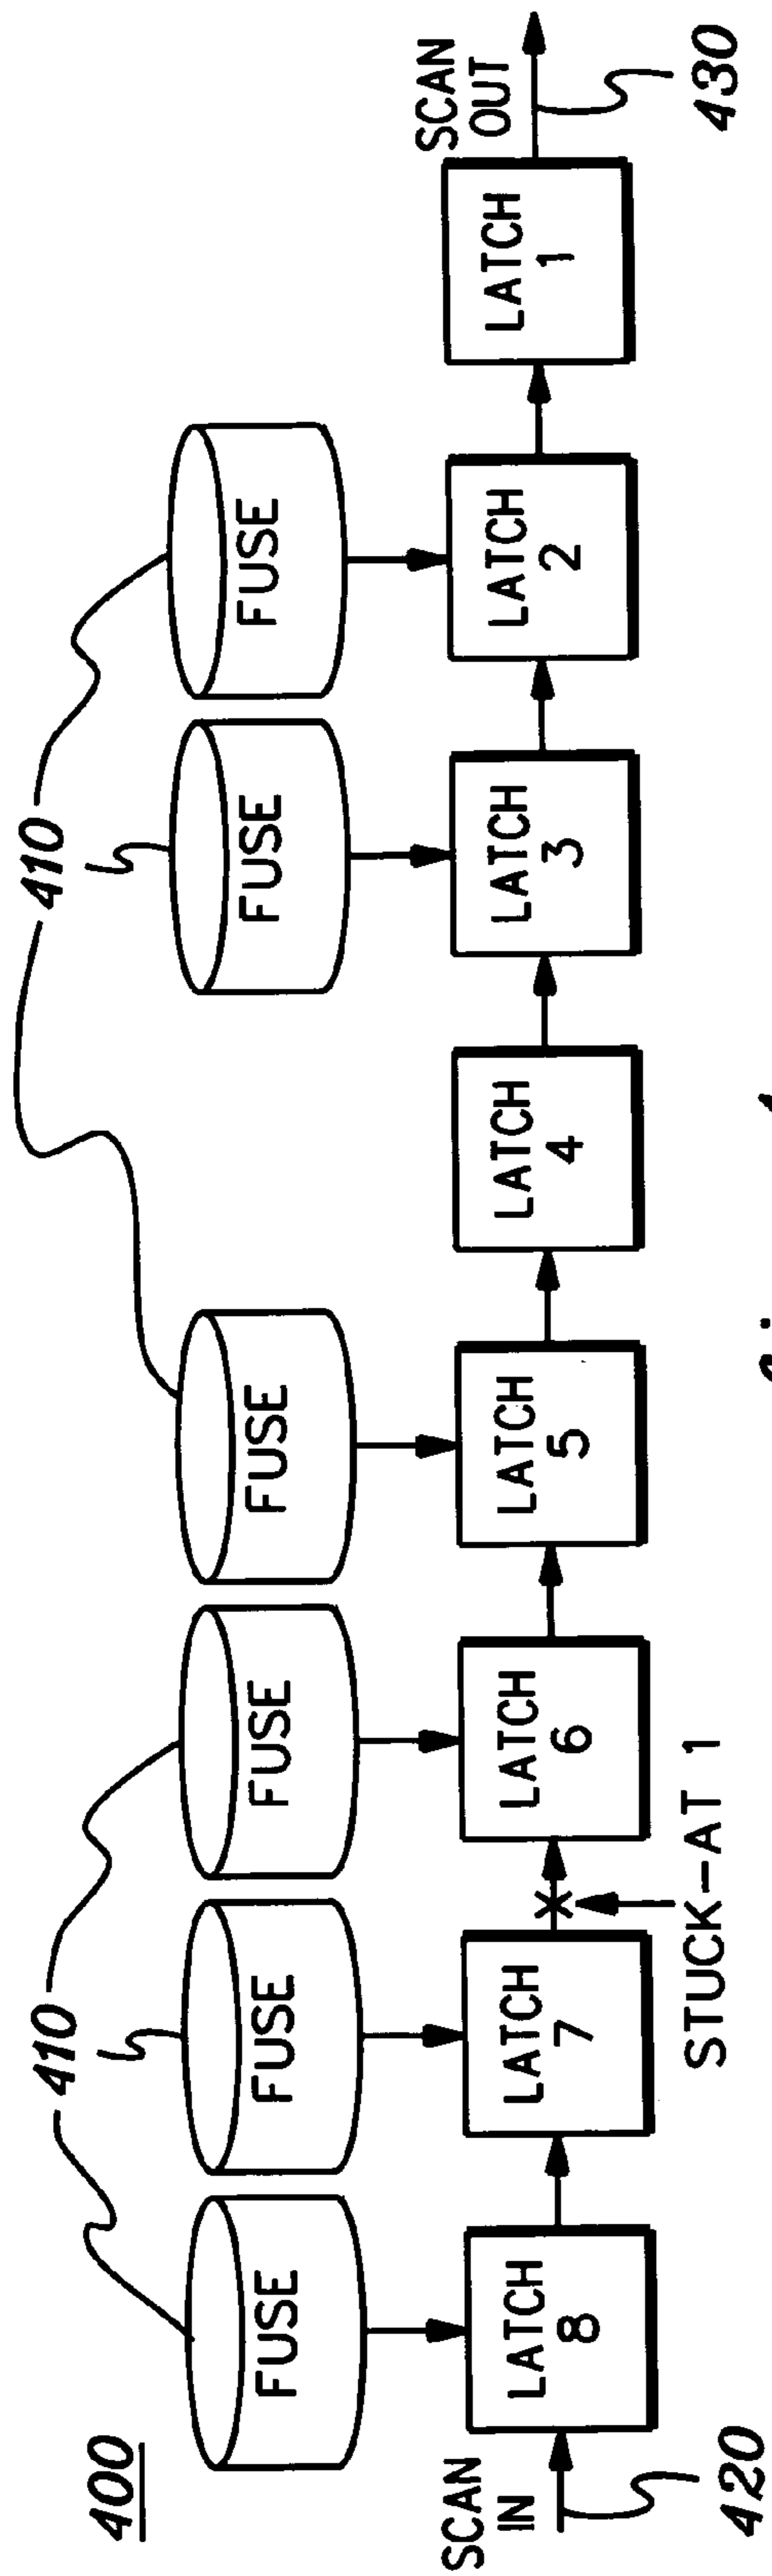 400
410
410
FUSE
FUSE
FUSE
FUSE
FUSE
FUSE
SCAN
IN
LATCH
8
LATCH
7
LATCH
6
LATCH
5
LATCH
4
LATCH
3
LATCH
2
LATCH
1
SCAN
OUT
420
STUCK-AT 1
430